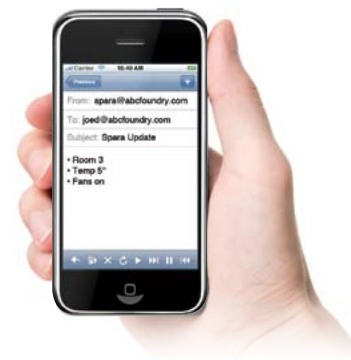 Carrier 10:40 AM
Previous
From: spara@abcfoundry.com
To: joed@abcfoundry.com
Subject: Spara Update
• Room 3
• Temp 5°
• Fans on